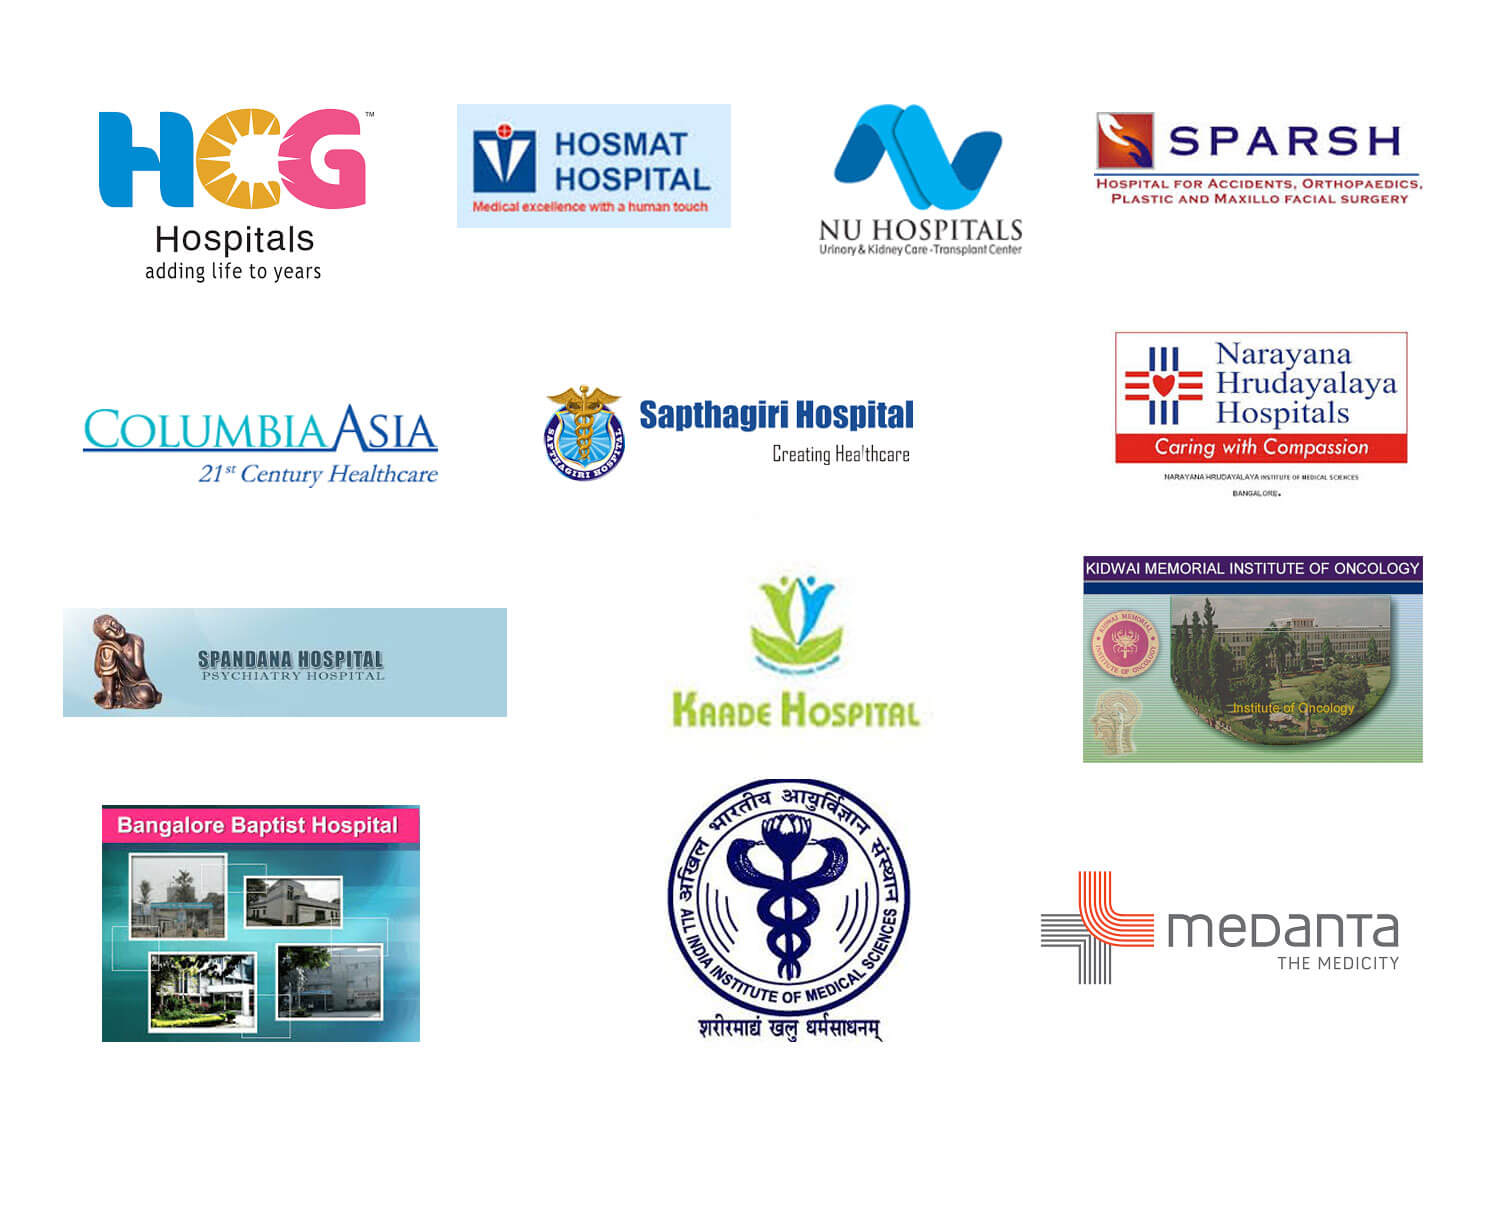 HCG ™
Hospitals
adding life to years
HOSMAT
HOSPITAL
Medical excellence with a human touch
NU HOSPITALS
Urinory & Kidney Care -Transplant Center
SPARSH
HOSPITAL FOR ACCIDENTS, ORTHOPAEDICS,
PLASTIC AND MAXILLO FACIAL SURGERY
COLUMBIA ASIA
21st Century Healthcare
SAPTHAGIRI HOSPITAL
Sapthagiri Hospital
Creating Healthcare
Narayana
Hrudayalaya
Hospitals
Caring with Compassion
NARAYANA HRUDAYALAYA INSTITUTE OF MEDICAL SCIENCES
BANGALORE.
SPANDANA HOSPITAL
PSYCHIATRY HOSPITAL
KAADE HOSPITAL
KIDWAI MEMORIAL INSTITUTE OF ONCOLOGY
KIDWAI MEMORIAL
INSTITUTE OF ONCOLOGY
Institute of Oncology
Bangalore Baptist Hospital
अखिल भारतीय आयुर्विज्ञान संस्थान
ALL INDIA INSTITUTE OF MEDICAL SCIENCES
शरीरमाद्यं खलु धर्मसाधनम्
meDanTa
THE MEDICITY